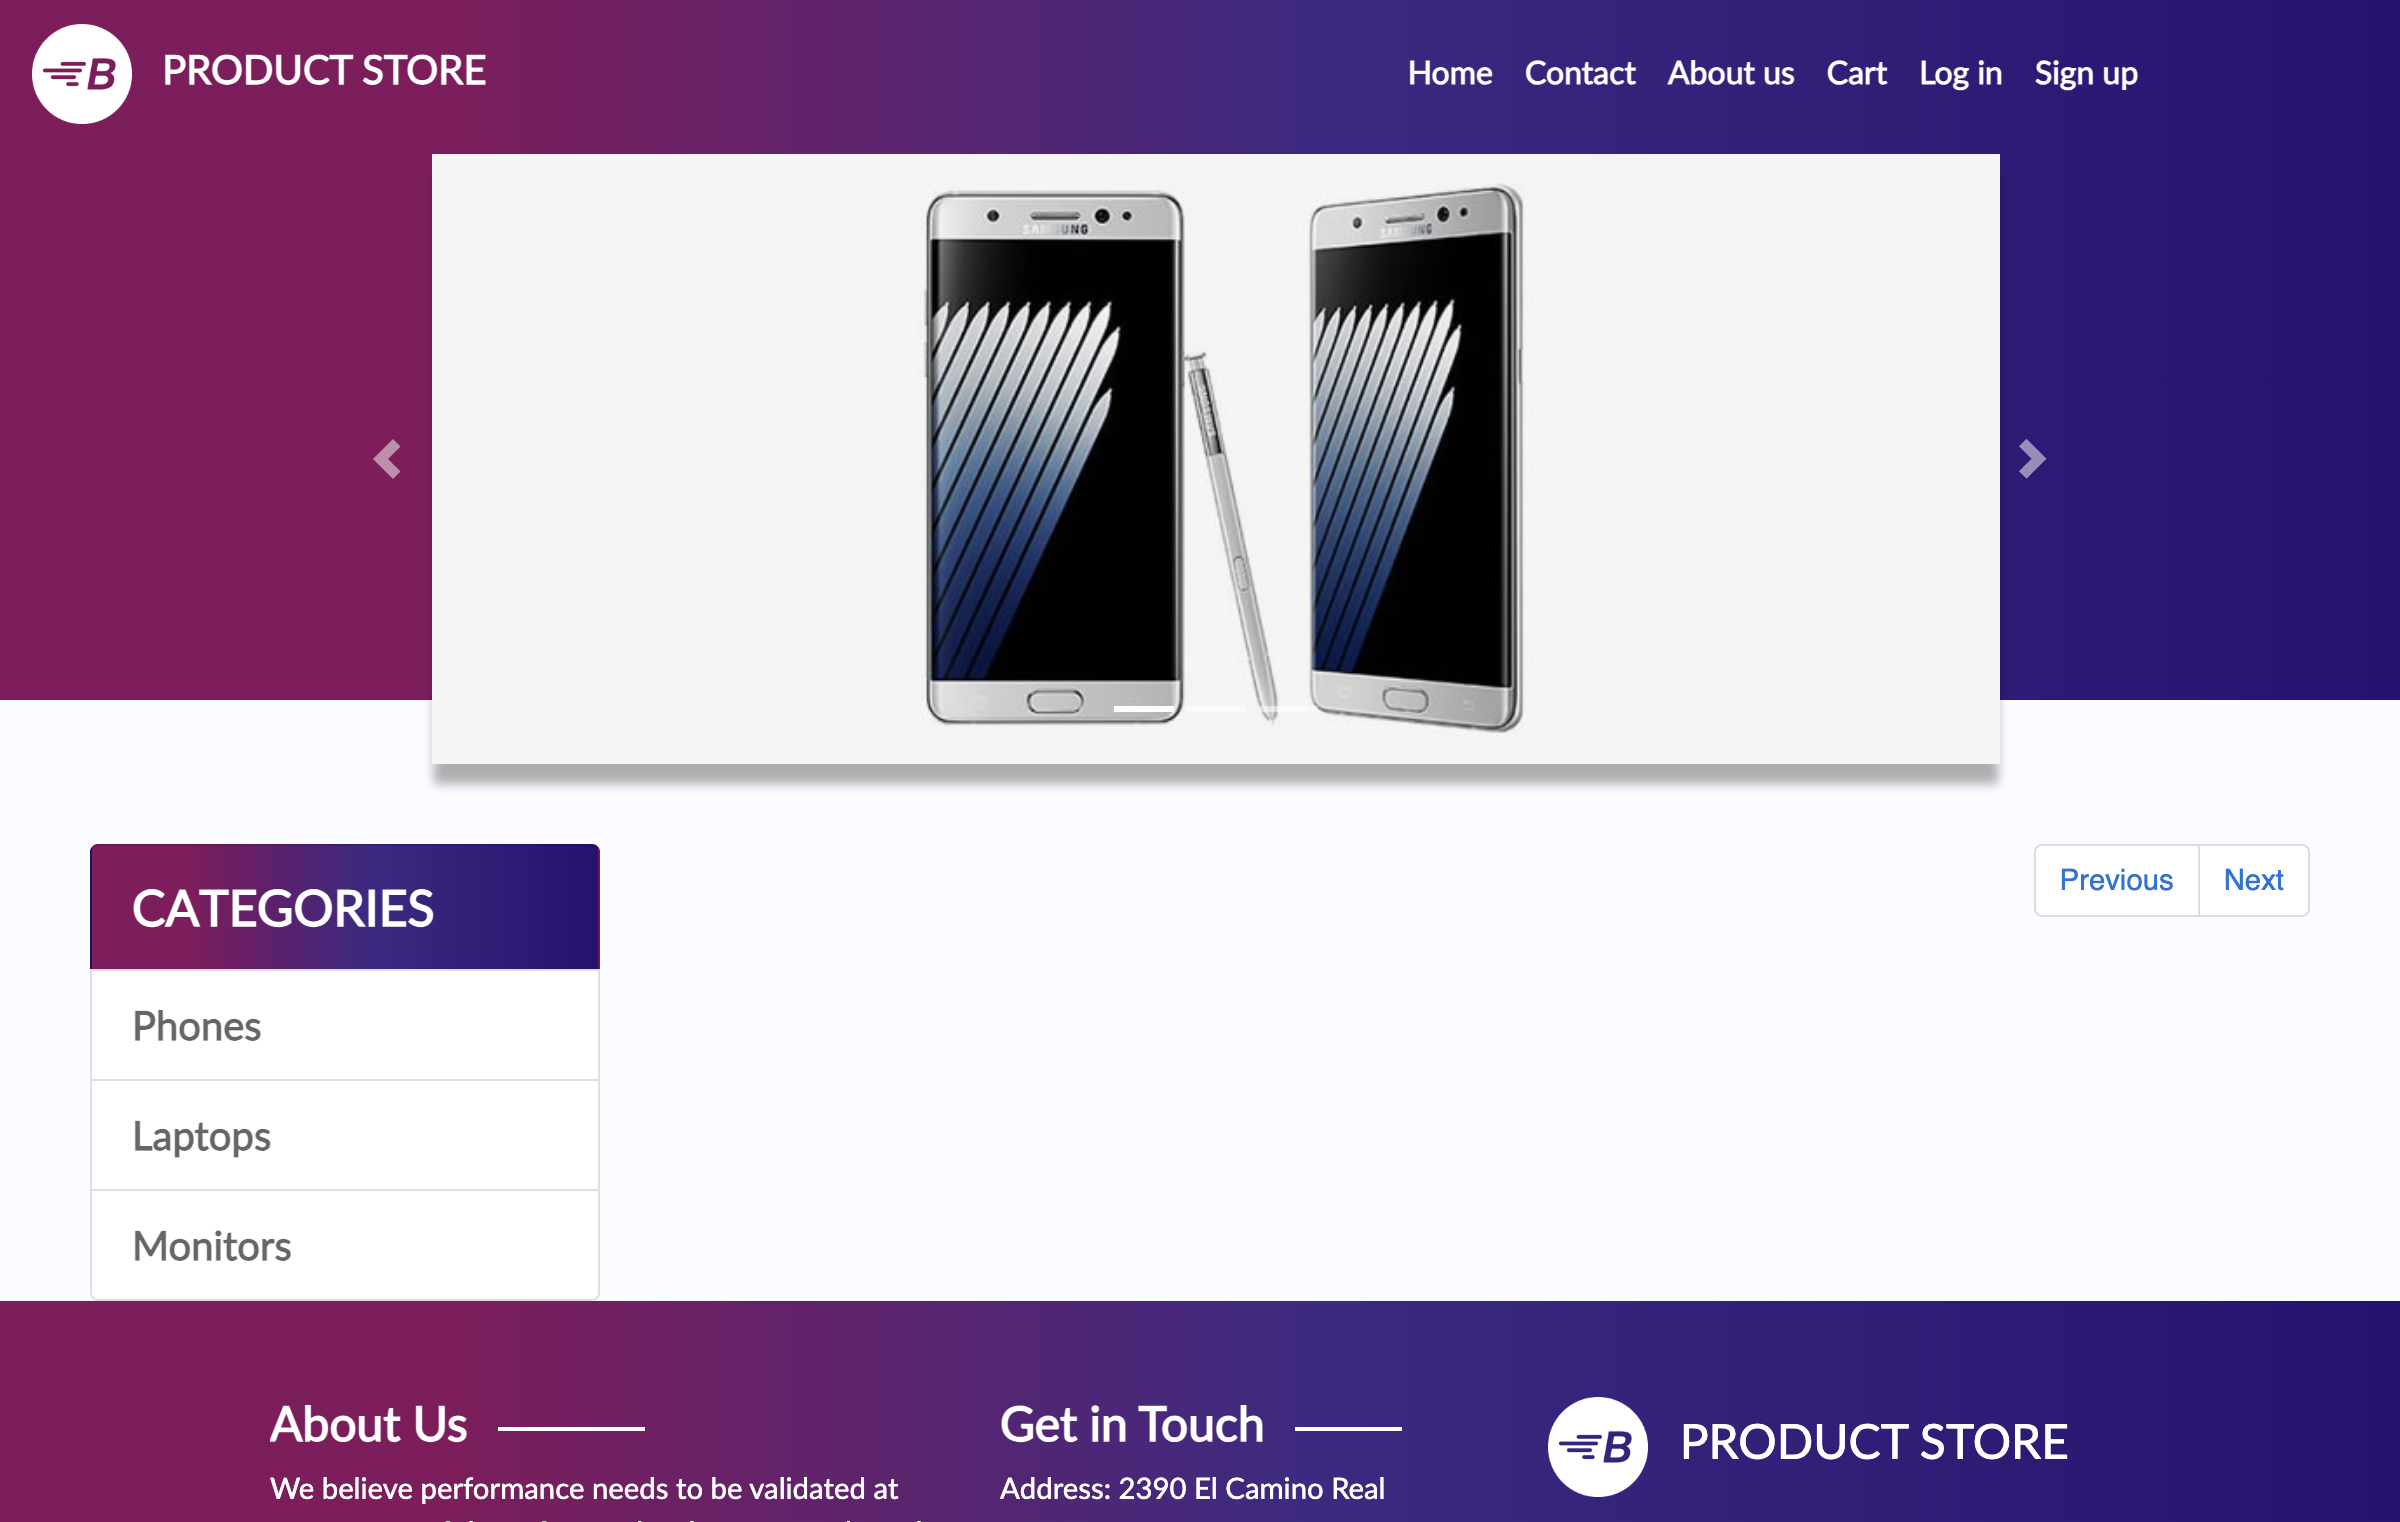 B PRODUCT STORE
Home Contact About us Cart Log in Sign up
SAMSUNG
SAMSUNG
CATEGORIES
Phones
Laptops
Monitors
Previous Next
About Us
We believe performance needs to be validated at
Get in Touch
Address: 2390 El Camino Real
B PRODUCT STORE